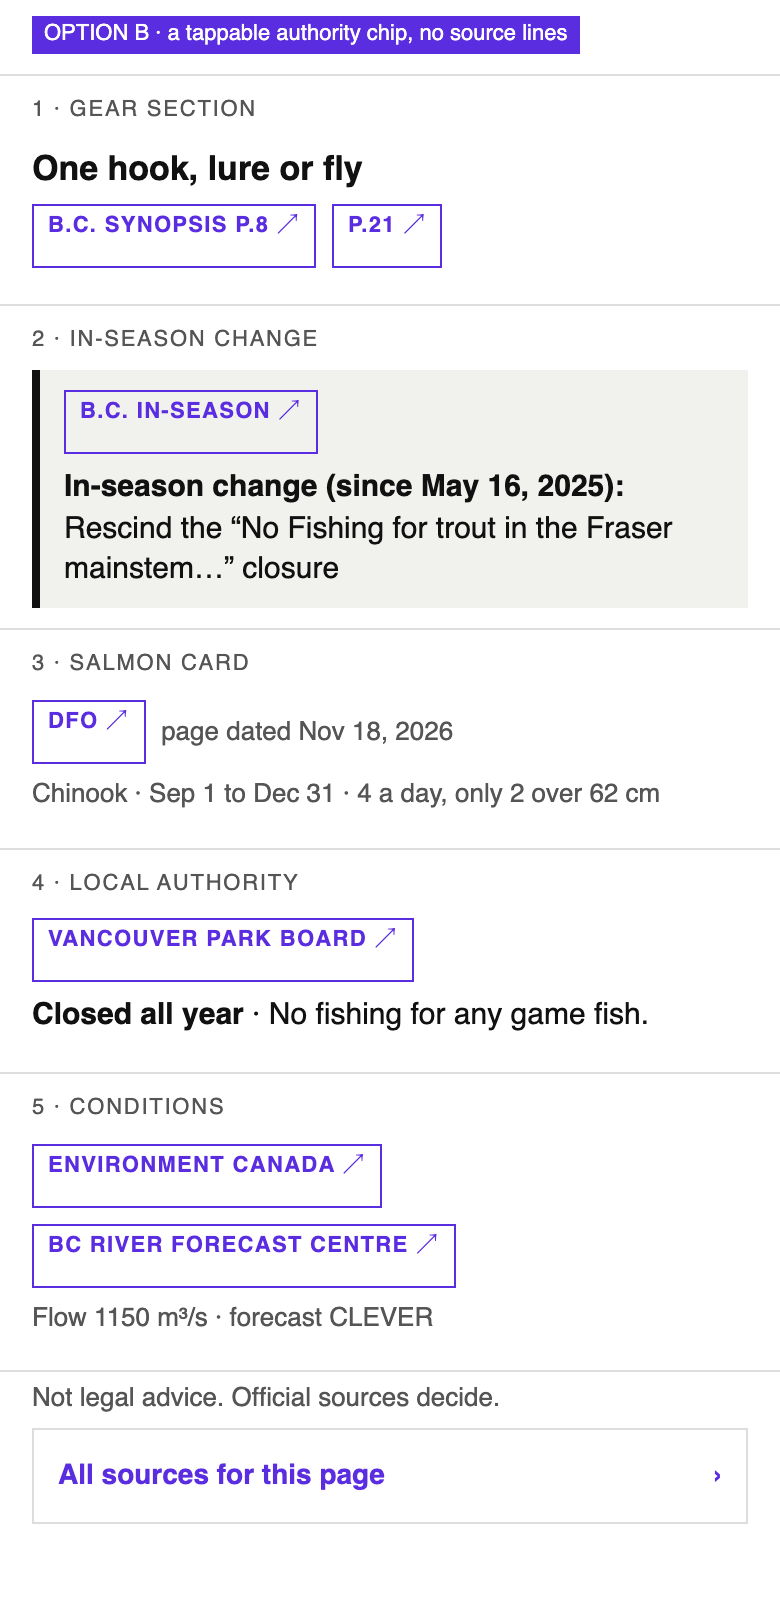 OPTION B · a tappable authority chip, no source lines
1 · GEAR SECTION
One hook, lure or fly
B.C. SYNOPSIS P.8 ↗ P.21 ↗
2 · IN-SEASON CHANGE
B.C. IN-SEASON ↗
In-season change (since May 16, 2025):
Rescind the “No Fishing for trout in the Fraser
mainstem…” closure
3 · SALMON CARD
DFO ↗ page dated Nov 18, 2026
Chinook · Sep 1 to Dec 31 · 4 a day, only 2 over 62 cm
4 · LOCAL AUTHORITY
VANCOUVER PARK BOARD ↗
Closed all year · No fishing for any game fish.
5 · CONDITIONS
ENVIRONMENT CANADA ↗
BC RIVER FORECAST CENTRE ↗
Flow 1150 m³/s · forecast CLEVER
Not legal advice. Official sources decide.
All sources for this page ›